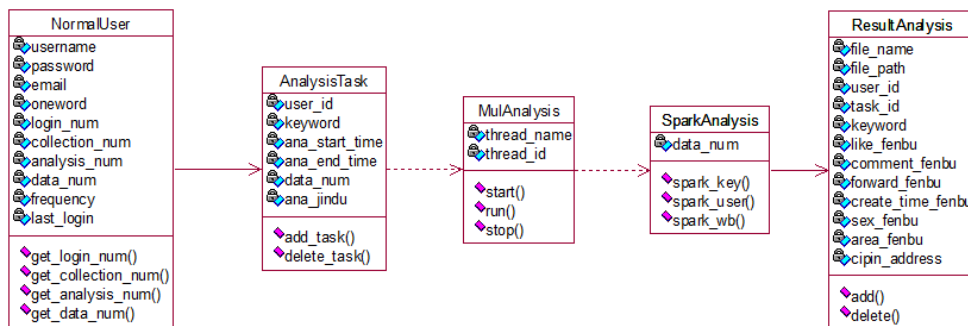 NormalUser
username
password
email
oneword
login_num
collection_num
analysis_num
data_num
frequency
last_login
get_login_num()
get_collection_num()
get_analysis_num()
get_data_num()
AnalysisTask
user_id
keyword
ana_start_time
ana_end_time
data_num
ana_jindu
add_task()
delete_task()
MulAnalysis
thread_name
thread_id
start()
run()
stop()
SparkAnalysis
data_num
spark_key()
spark_user()
spark_wb()
ResultAnalysis
file_name
file_path
user_id
task_id
keyword
like_fenbu
comment_fenbu
forward_fenbu
create_time_fenbu
sex_fenbu
area_fenbu
cipin_address
add()
delete()